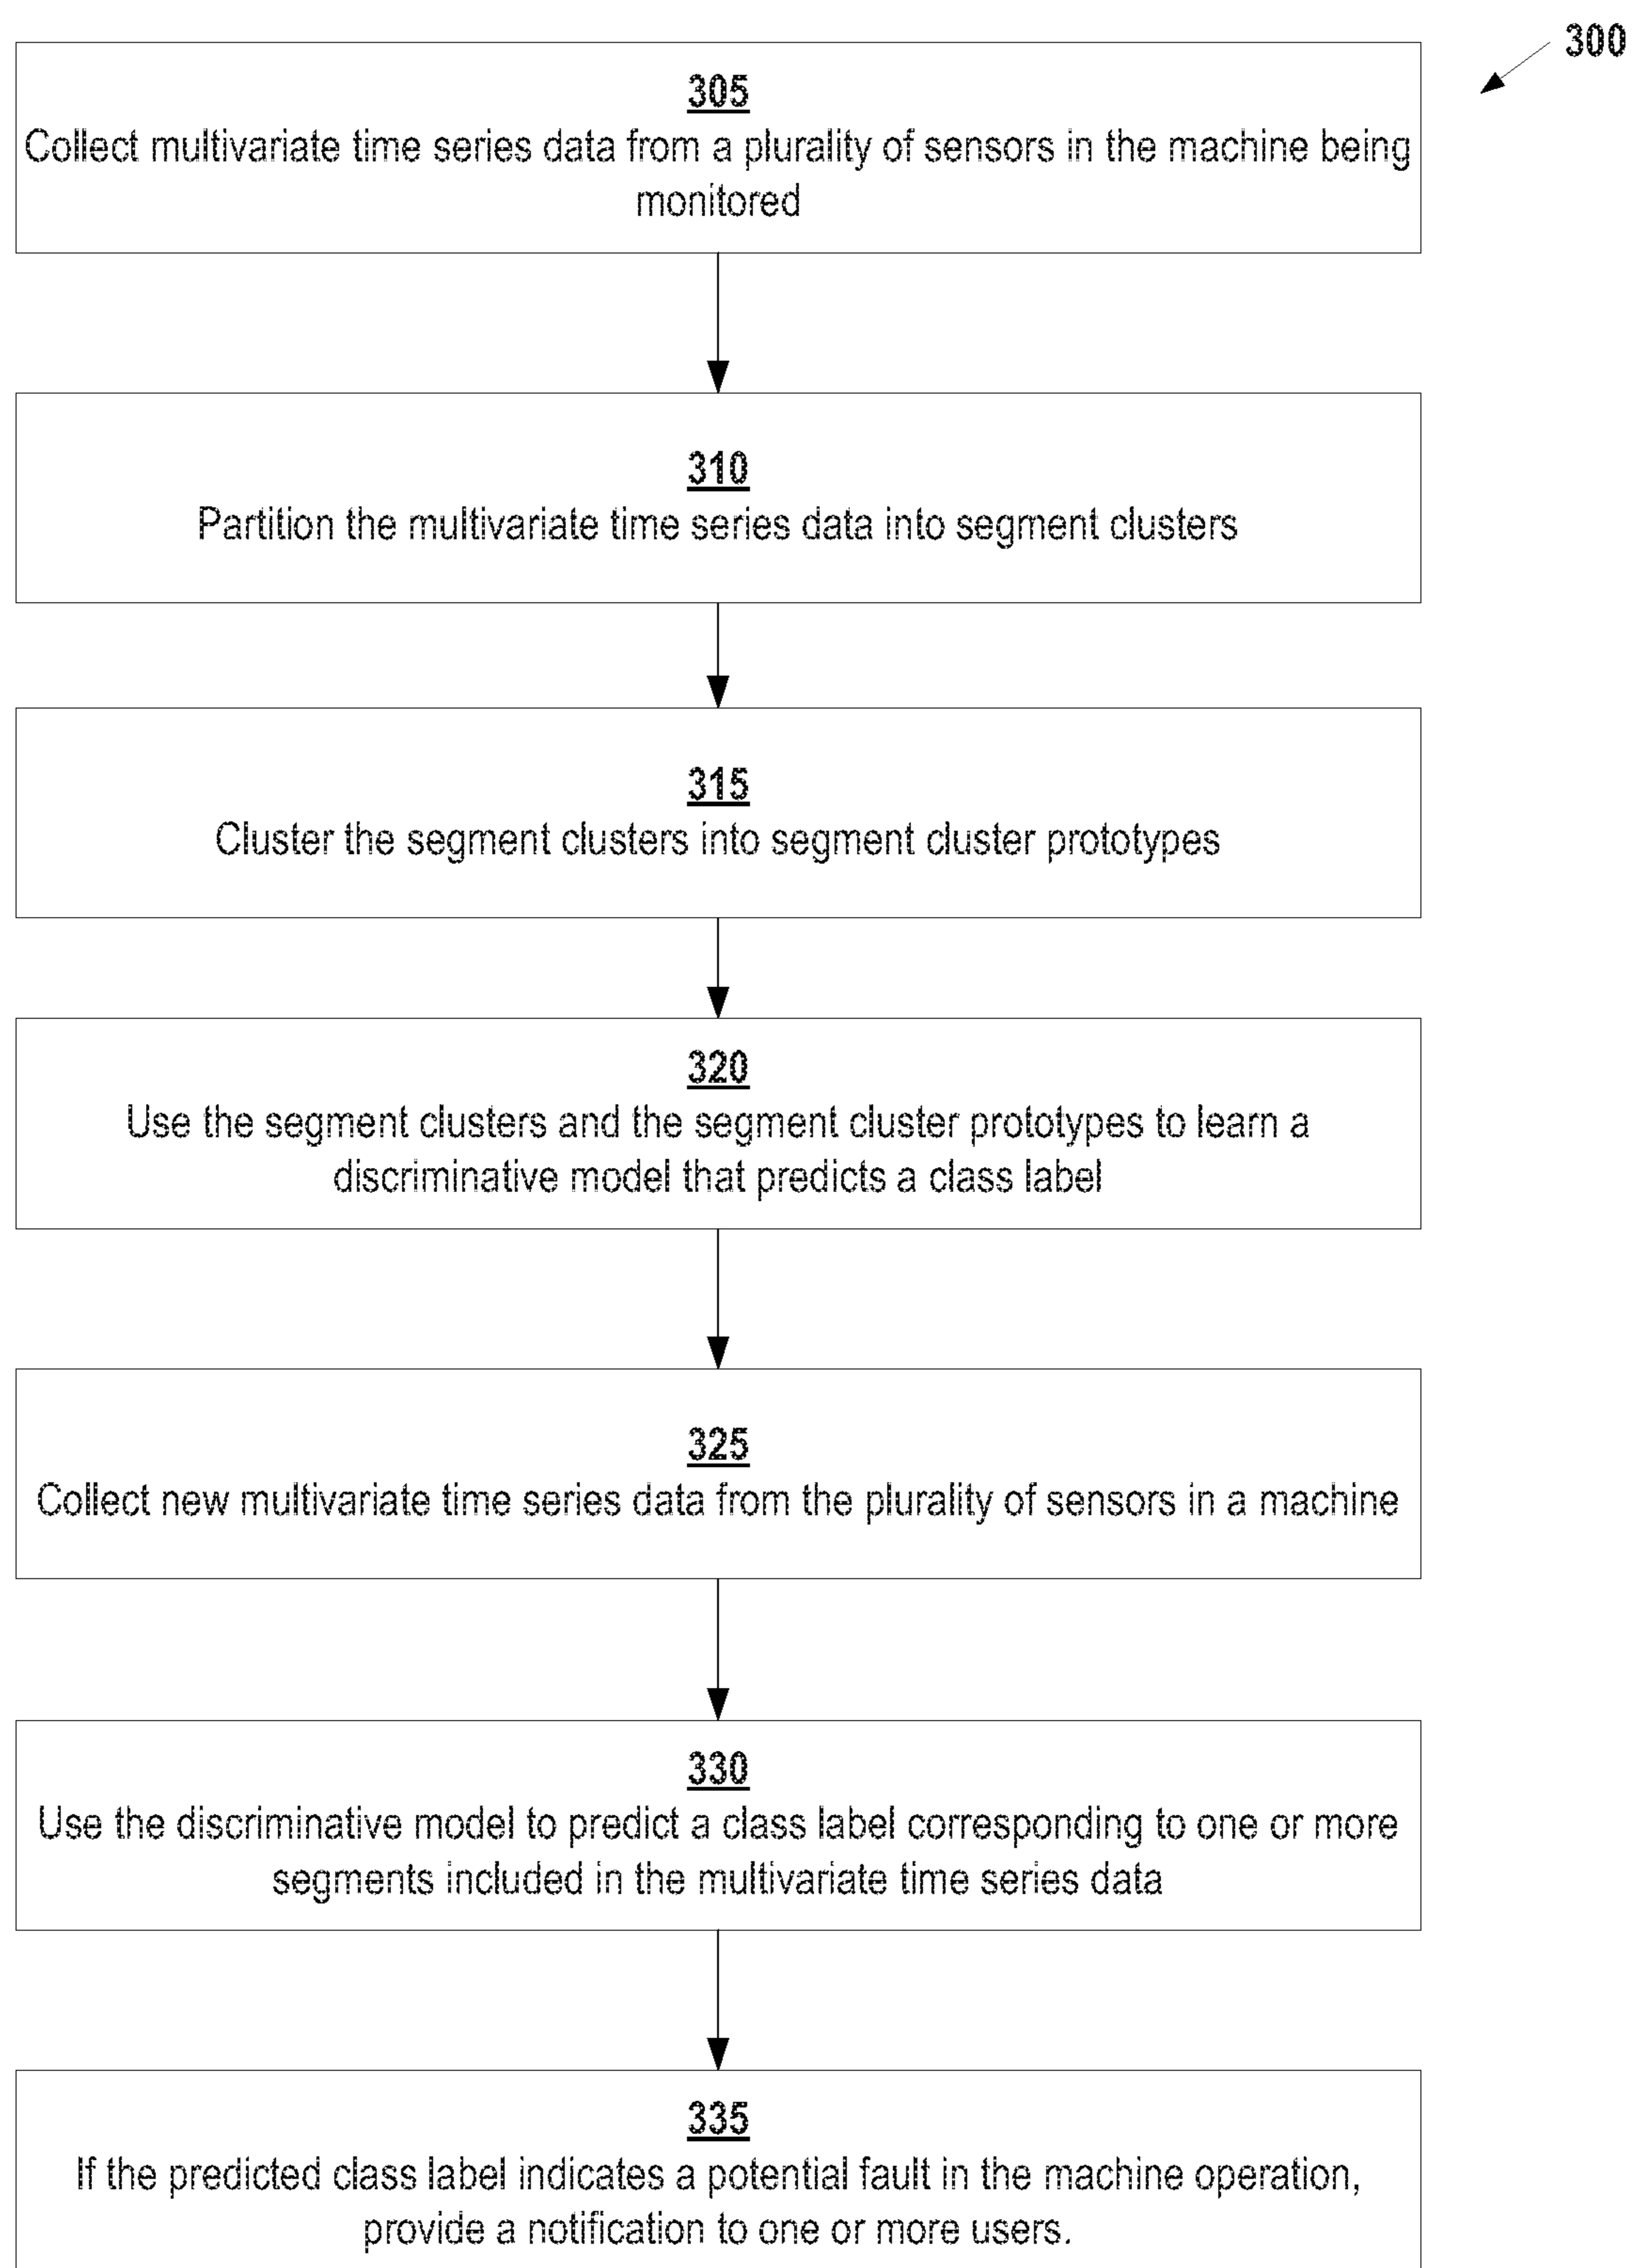 300
305
Collect multivariate time series data from a plurality of sensors in the machine being
monitored
310
Partition the multivariate time series data into segment clusters
315
Cluster the segment clusters into segment cluster prototypes
320
Use the segment clusters and the segment cluster prototypes to learn a
discriminative model that predicts a class label
325
Collect new multivariate time series data from the plurality of sensors in a machine
330
Use the discriminative model to predict a class label corresponding to one or more
segments included in the multivariate time series data
335
If the predicted class label indicates a potential fault in the machine operation,
provide a notification to one or more users.